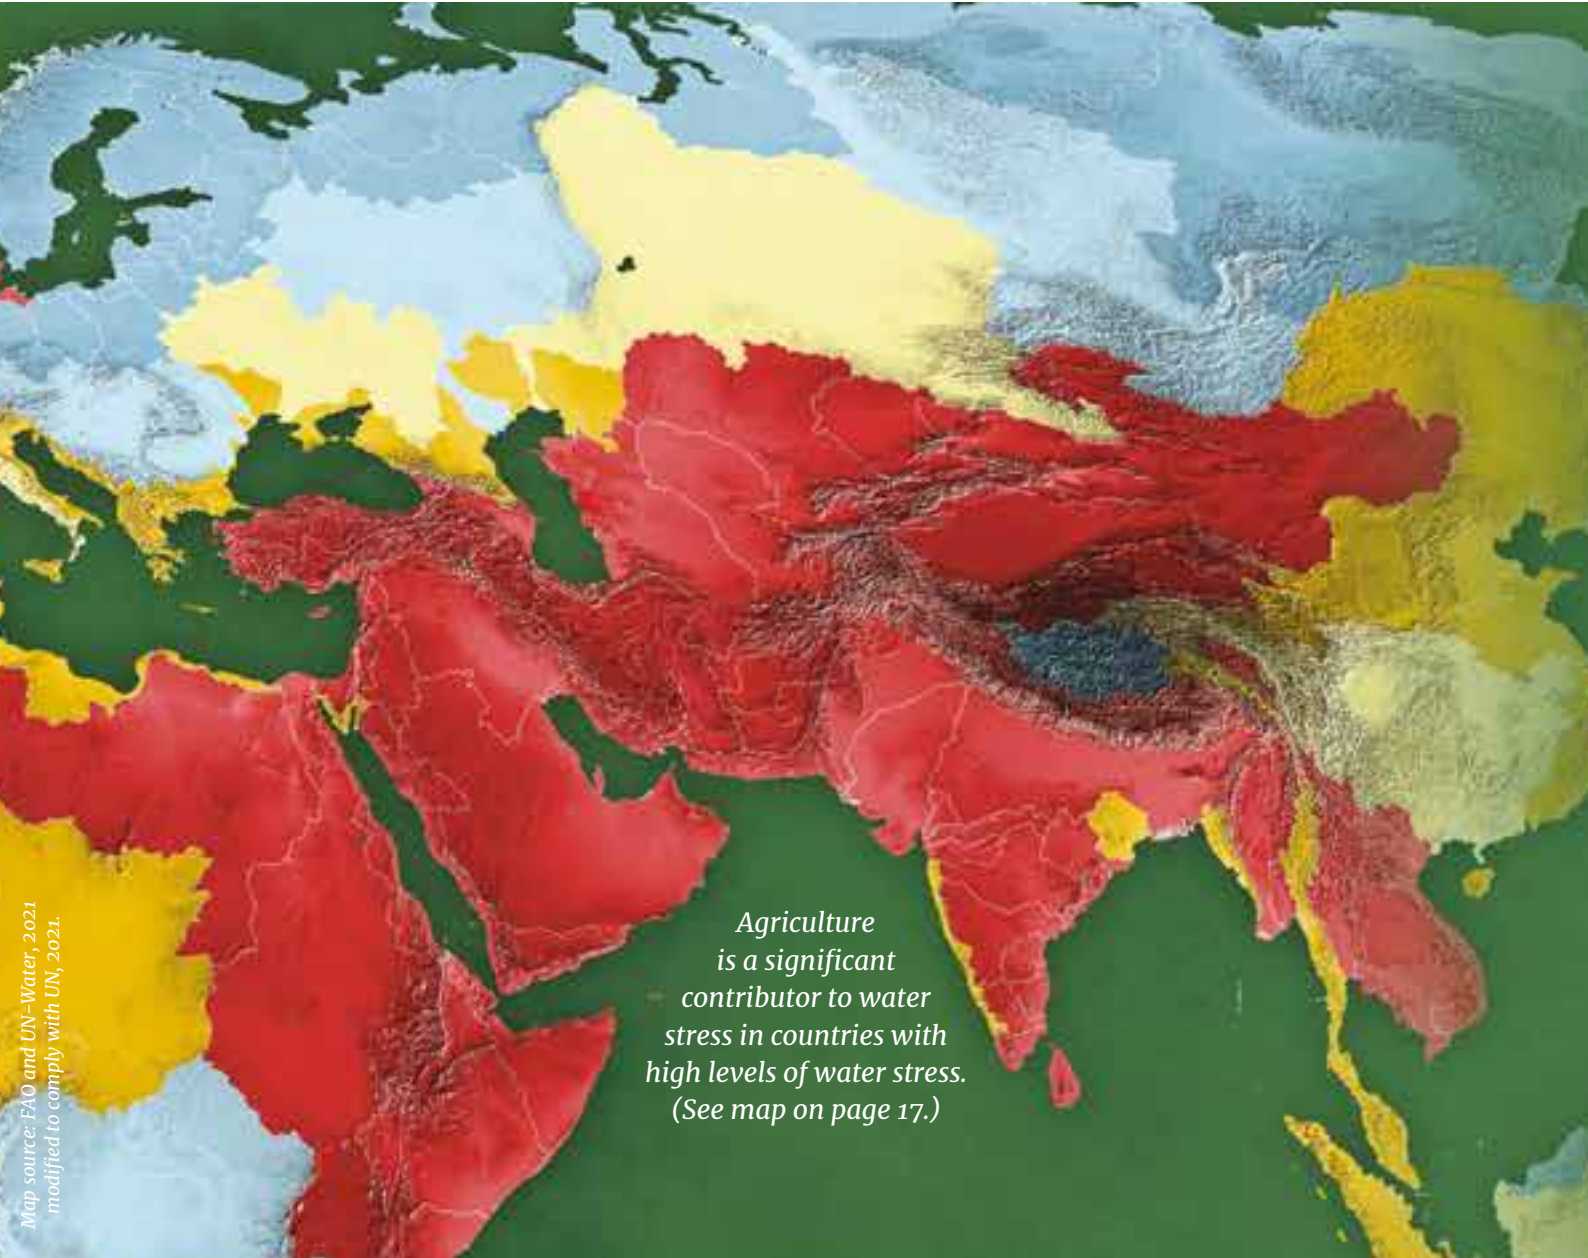 Agriculture
is a significant
contributor to water
stress in countries with
high levels of water stress.
(See map on page 17.)
Map source: FAO and UN-Water, 2021
modified to comply with UN, 2021.